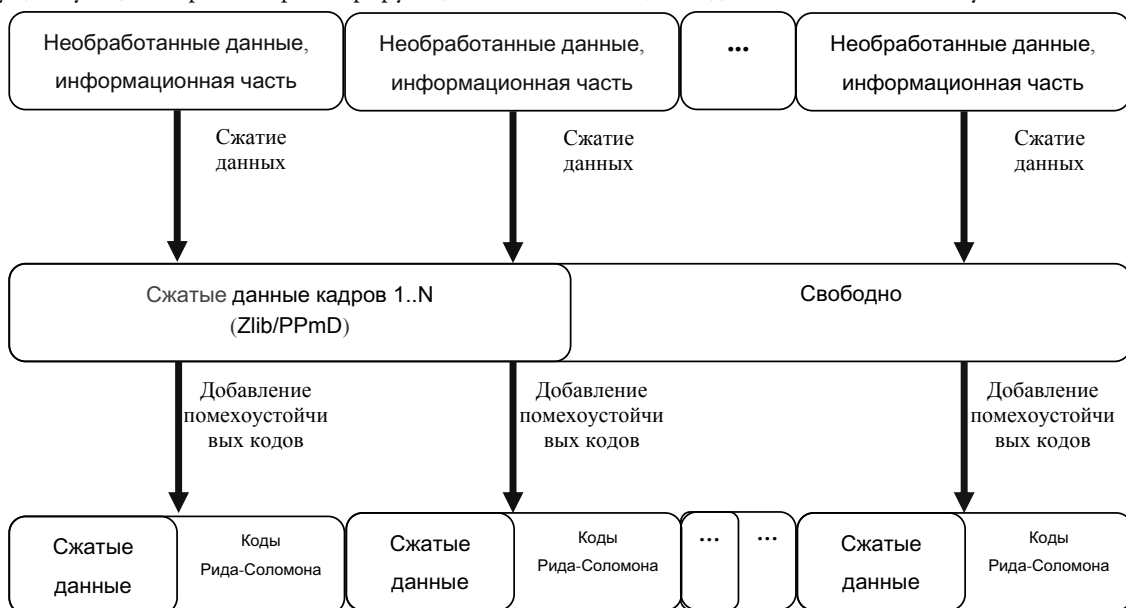 Необработанные данные,
информационная часть
Необработанные данные,
информационная часть
...
Необработанные данные,
информационная часть
Сжатие
данных
Сжатие
данных
Сжатие
данных
Сжатые данные кадров 1..N
(Zlib/PPmD)
Свободно
Добавление
помехоустойчи
вых кодов
Добавление
помехоустойчи
вых кодов
Добавление
помехоустойчи
вых кодов
Сжатые
данные
Коды
Рида-Соломона
Сжатые
данные
Коды
Рида-Соломона
...
...
Сжатые
данные
Коды
Рида-Соломона